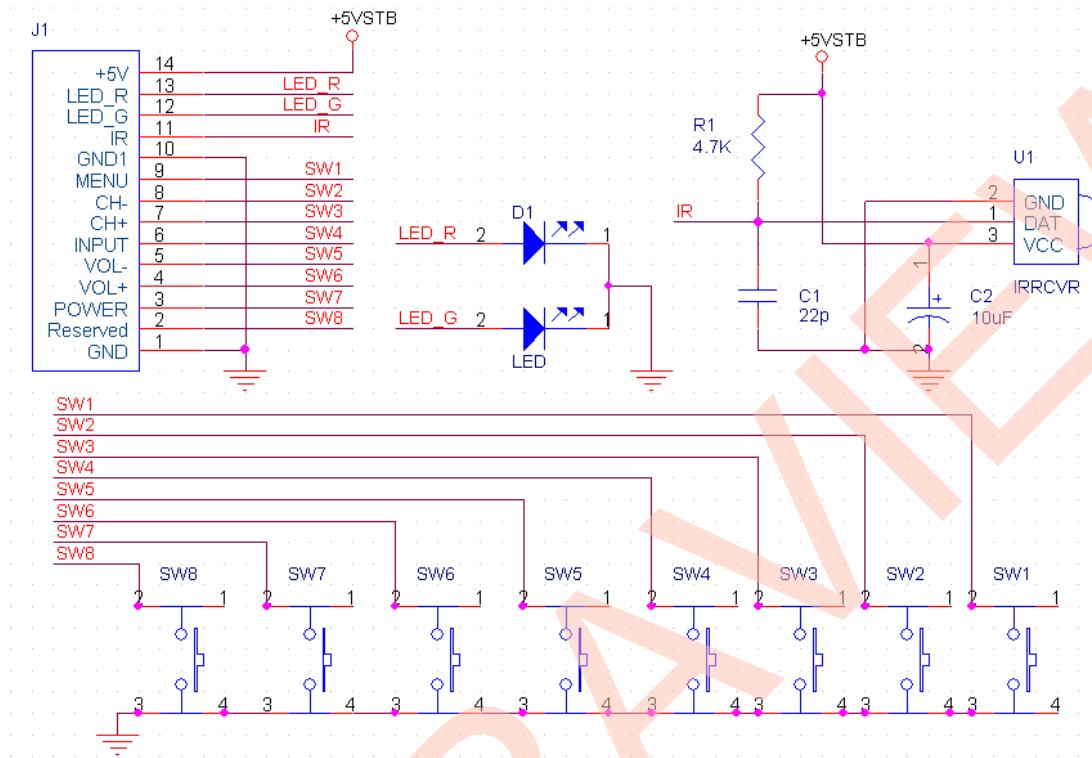 J1
+5VSTB
+5V 14
LED_R 13 LED_R
LED_G 12 LED_G
IR 11 IR
GND1 10
MENU 9 SW1
CH- 8 SW2
CH+ 7 SW3
INPUT 6 SW4
VOL- 5 SW5
VOL+ 4 SW6
POWER 3 SW7
Reserved 2 SW8
GND 1
D1
LED_R 2 1
LED_G 2 1
LED
+5VSTB
R1
4.7K
IR
U1
2 GND
1 DAT
3 VCC
IRRCVR
C1
22p
1
+
C2
10uF
2
SW1
SW2
SW3
SW4
SW5
SW6
SW7
SW8
SW8 SW7 SW6 SW5 SW4 SW3 SW2 SW1
2 1 2 1 2 1 2 1 2 1 2 1 2 1 2 1
3 4 3 4 3 4 3 4 3 4 3 4 3 4 3 4